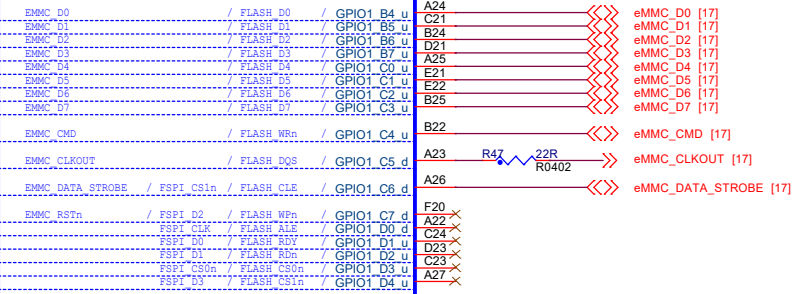 EMMC_D0 / FLASH_D0 / GPIO1_B4_u A24 eMMC_D0 [17]
EMMC_D1 / FLASH_D1 / GPIO1_B5_u C21 eMMC_D1 [17]
EMMC_D2 / FLASH_D2 / GPIO1_B6_u B24 eMMC_D2 [17]
EMMC_D3 / FLASH_D3 / GPIO1_B7_u D21 eMMC_D3 [17]
EMMC_D4 / FLASH_D4 / GPIO1_C0_u A25 eMMC_D4 [17]
EMMC_D5 / FLASH_D5 / GPIO1_C1_u E21 eMMC_D5 [17]
EMMC_D6 / FLASH_D6 / GPIO1_C2_u E22 eMMC_D6 [17]
EMMC_D7 / FLASH_D7 / GPIO1_C3_u B25 eMMC_D7 [17]
EMMC_CMD / FLASH_WRn / GPIO1_C4_u B22 eMMC_CMD [17]
EMMC_CLKOUT / FLASH_DQS / GPIO1_C5_d A23 R47 22R eMMC_CLKOUT [17]
R0402
EMMC_DATA_STROBE / FSPI_CS1n / FLASH_CLE / GPIO1_C6_d A26 eMMC_DATA_STROBE [17]
EMMC_RSTn / FSPI_D2 / FLASH_WPn / GPIO1_C7_d F20
FSPI_CLK / FLASH_ALE / GPIO1_D0_d A22
FSPI_D0 / FLASH_RDY / GPIO1_D1_u C24
FSPI_D1 / FLASH_RDn / GPIO1_D2_u D23
FSPI_CS0n / FLASH_CS0n / GPIO1_D3_u C23
FSPI_D3 / FLASH_CS1n / GPIO1_D4_u A27